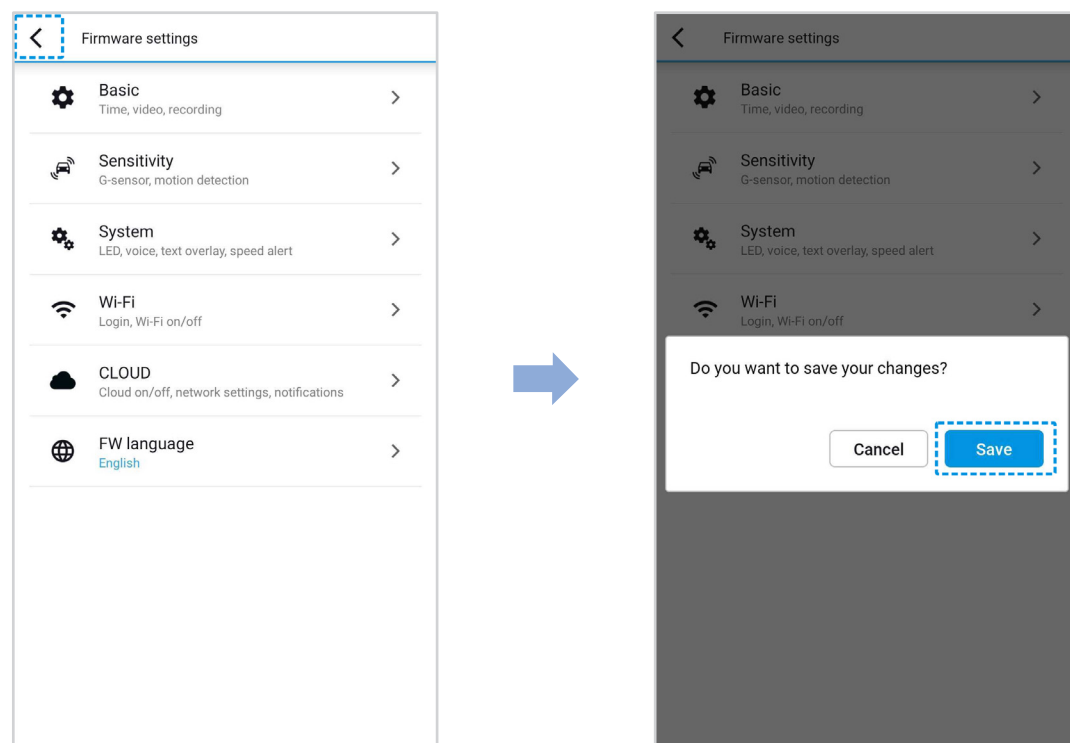 Firmware settings
Basic
Time, video, recording
Sensitivity
G-sensor, motion detection
System
LED, voice, text overlay, speed alert
Wi-Fi
Login, Wi-Fi on/off
CLOUD
Cloud on/off, network settings, notifications
FW language
English
Firmware settings
Basic
Time, video, recording
Sensitivity
G-sensor, motion detection
System
LED, voice, text overlay, speed alert
Wi-Fi
Login, Wi-Fi on/off
Do you want to save your changes?
Cancel
Save